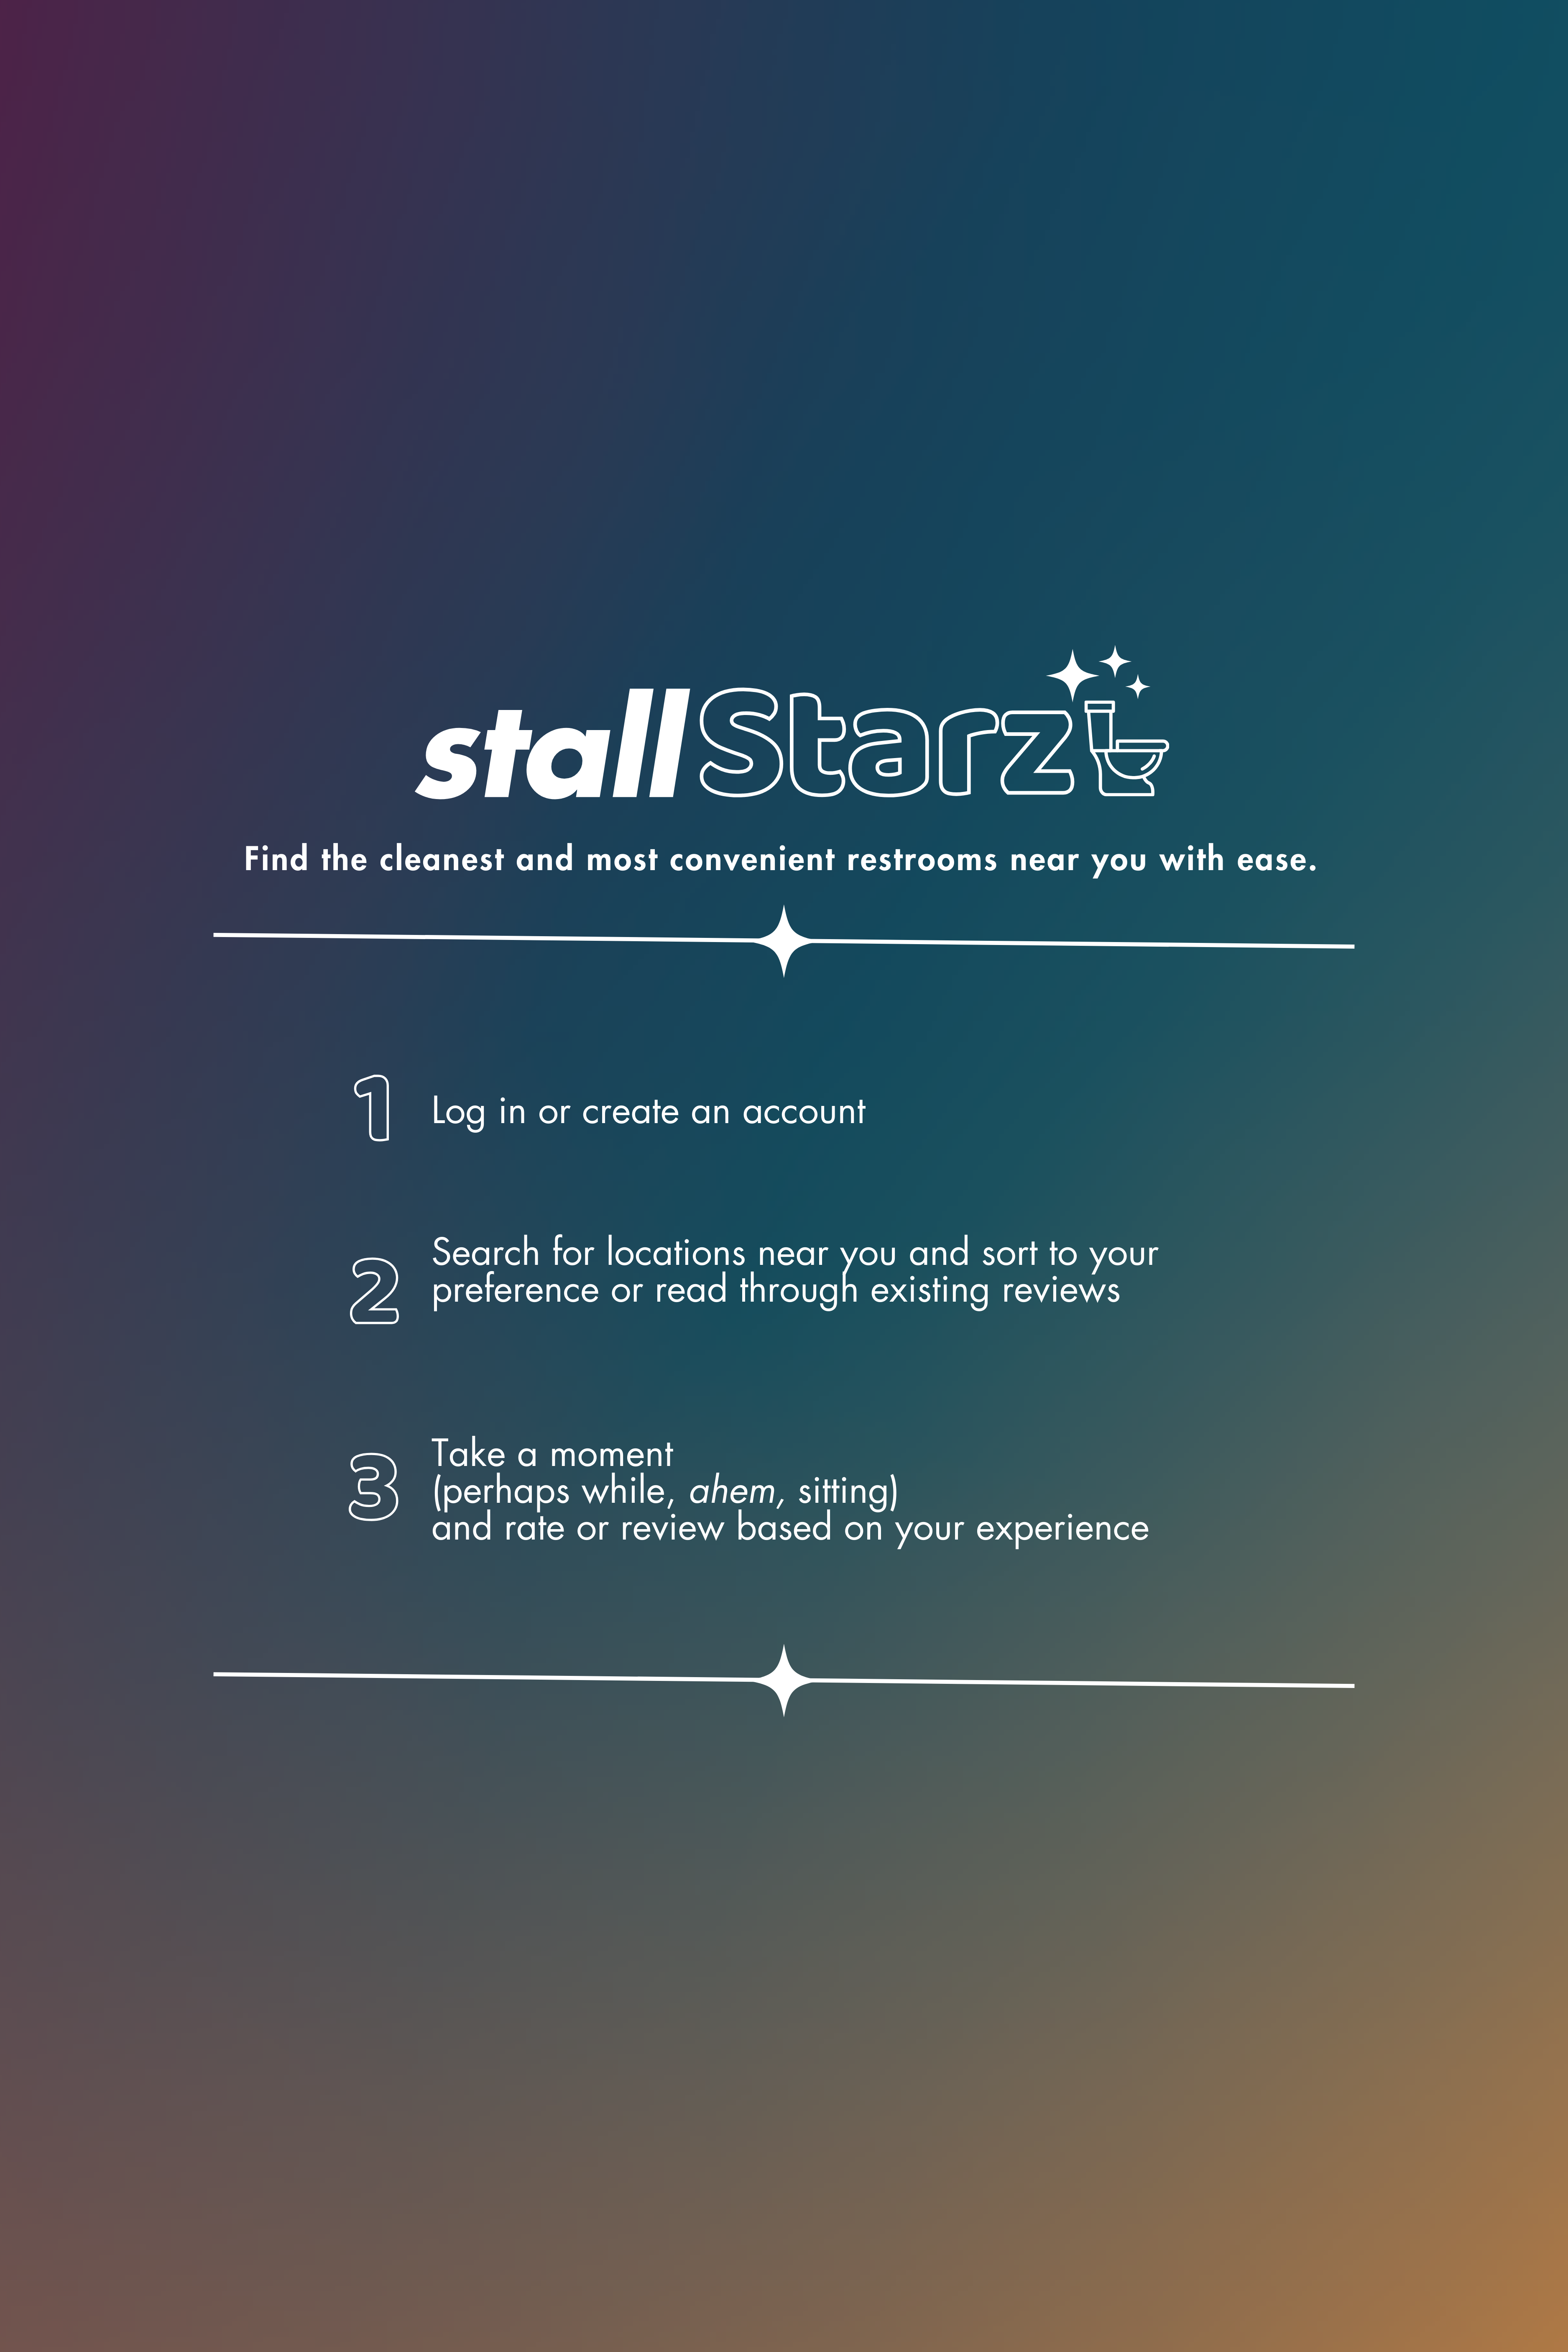 stallStarz
Find the cleanest and most convenient restrooms near you with ease.
1
Log in or create an account
2
Search for locations near you and sort to your
preference or read through existing reviews
3
Take a moment
(perhaps while, ahem, sitting)
and rate or review based on your experience